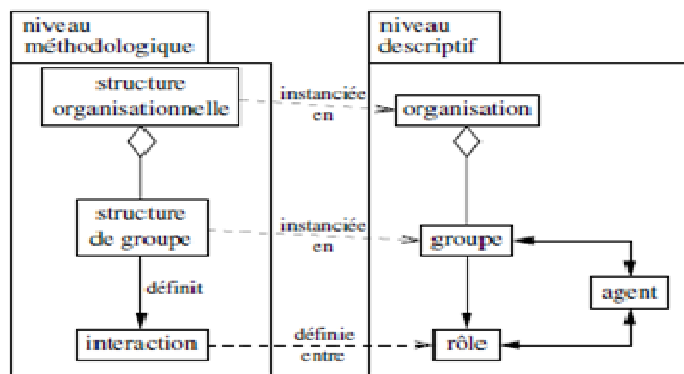 niveau
méthodologique
structure
organisationnelle
instanciée
en
structure
de groupe
instanciée
en
définit
interaction
définie
entre
niveau
descriptif
organisation
groupe
agent
rôle